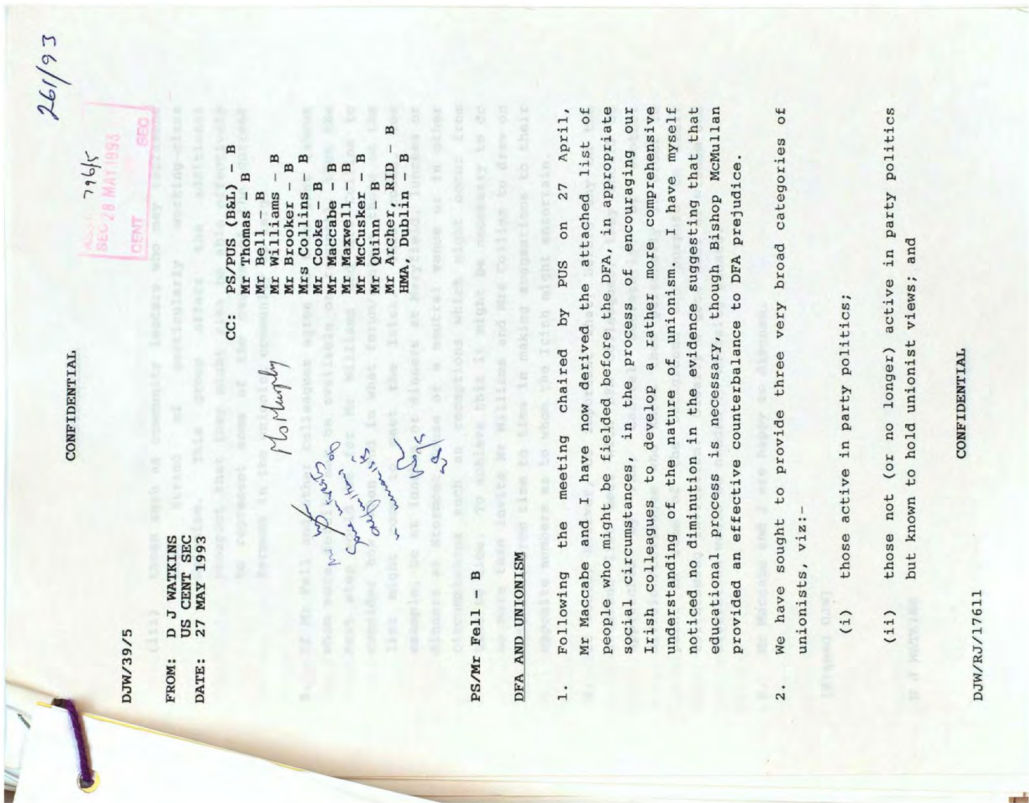 261/93
CONFIDENTIAL
796/5
SEC 28 MAY 1993
CENT SEC
DJW/39/5
FROM: D J WATKINS
US CENT SEC
DATE: 27 MAY 1993
CC: PS/PUS (B&L) - B
Mr Thomas - B
Mr Bell - B
Mr Williams - B
Mr Brooker - B
Mrs Collins - B
Mr Cooke - B
Mr Maccabe - B
Mr Maxwell - B
Mr McCusker - B
Mr Quinn - B
Mr Archer, RID - B
HMA, Dublin - B
Ms Murphy
PS/Mr Fell - B
DFA AND UNIONISM
1. Following the meeting chaired by PUS on 27 April,
Mr Maccabe and I have now derived the attached list of
people who might be fielded before the DFA, in appropriate
social circumstances, in the process of encouraging our
Irish colleagues to develop a rather more comprehensive
understanding of the nature of unionism. I have myself
noticed no diminution in the evidence suggesting that that
educational process is necessary, though Bishop McMullan
provided an effective counterbalance to DFA prejudice.
2. We have sought to provide three very broad categories of
unionists, viz:-
(i) those active in party politics;
(ii) those not (or no longer) active in party politics
but known to hold unionist views; and
CONFIDENTIAL
DJW/RJ/17611